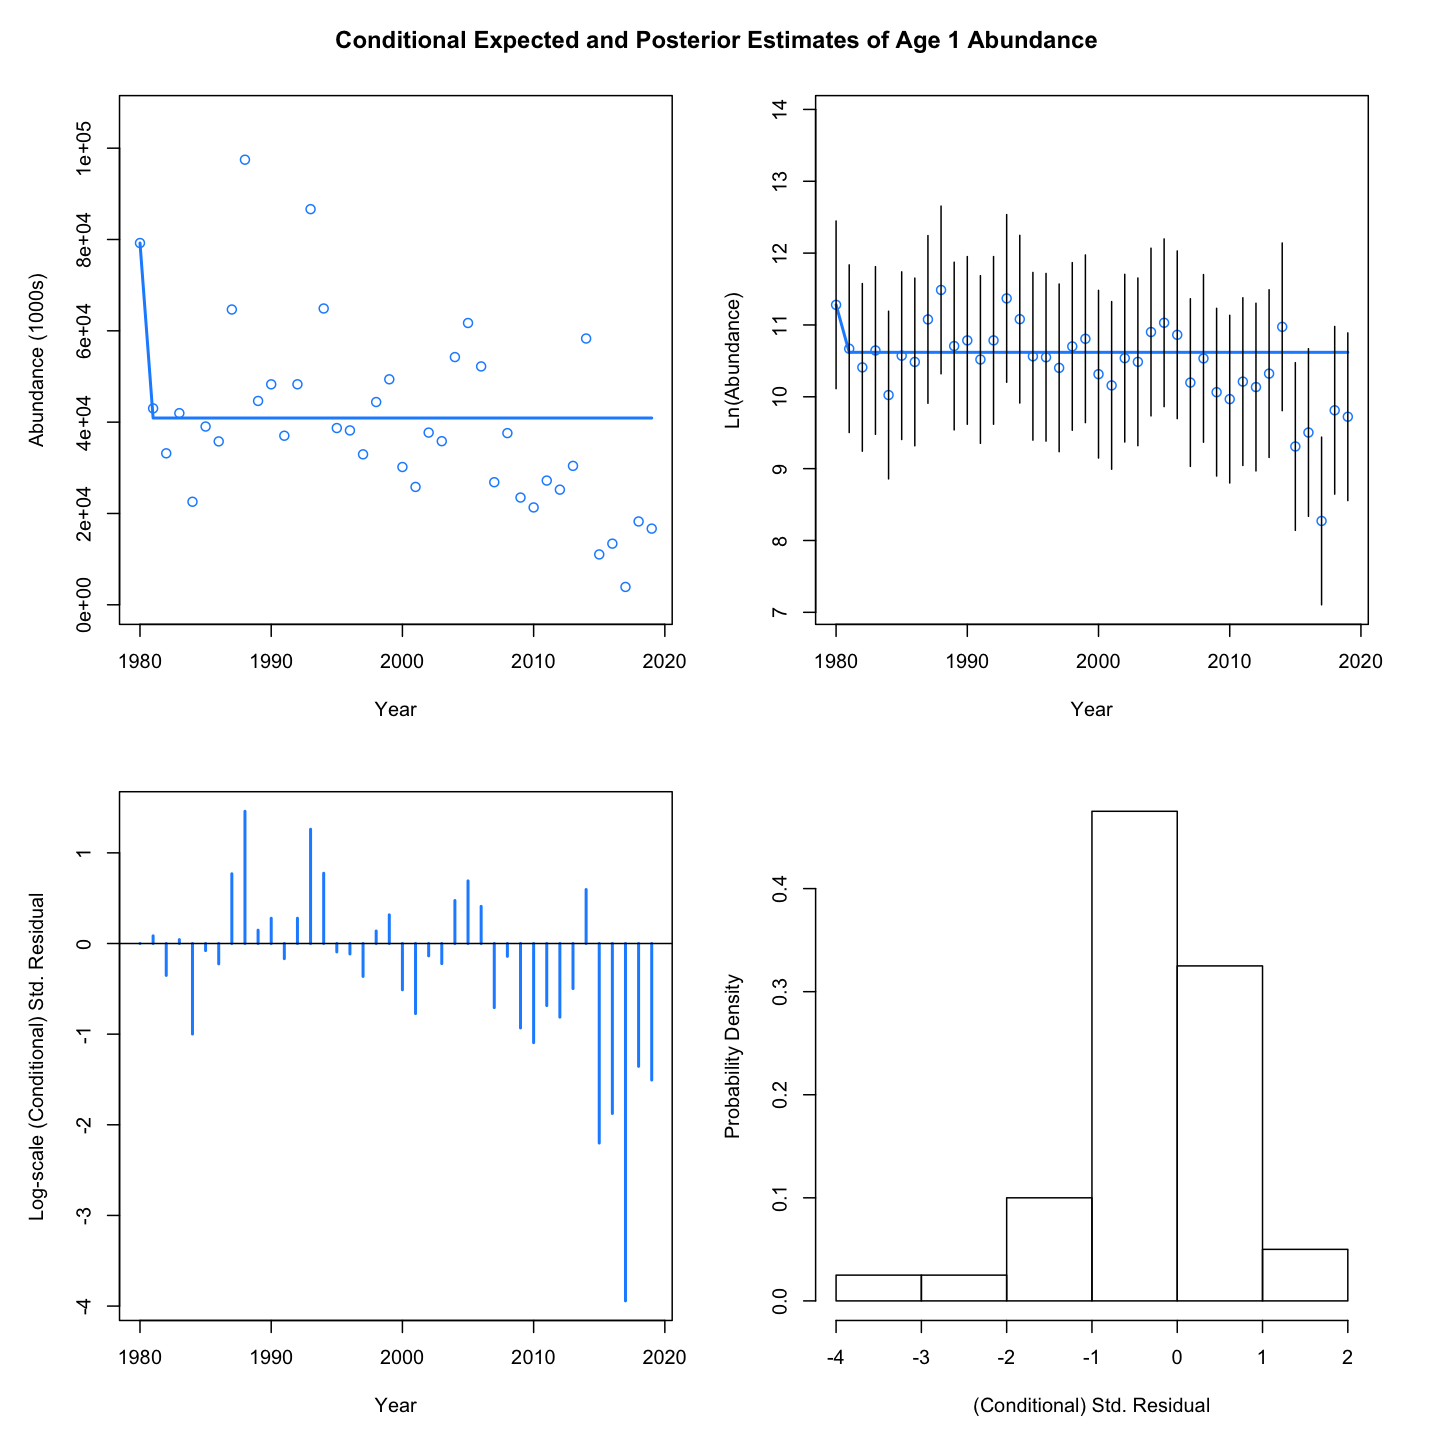 Conditional Expected and Posterior Estimates of Age 1 Abundance
Abundance (1000s)
1e+05
8e+04
6e+04
4e+04
2e+04
0e+00
1980 1990 2000 2010 2020
Year
Ln(Abundance)
14
13
12
11
10
9
8
7
1980 1990 2000 2010 2020
Year
Log-scale (Conditional) Std. Residual
1
0
-1
-2
-3
-4
1980 1990 2000 2010 2020
Year
Probability Density
0.4
0.3
0.2
0.1
0.0
-4 -3 -2 -1 0 1 2
(Conditional) Std. Residual